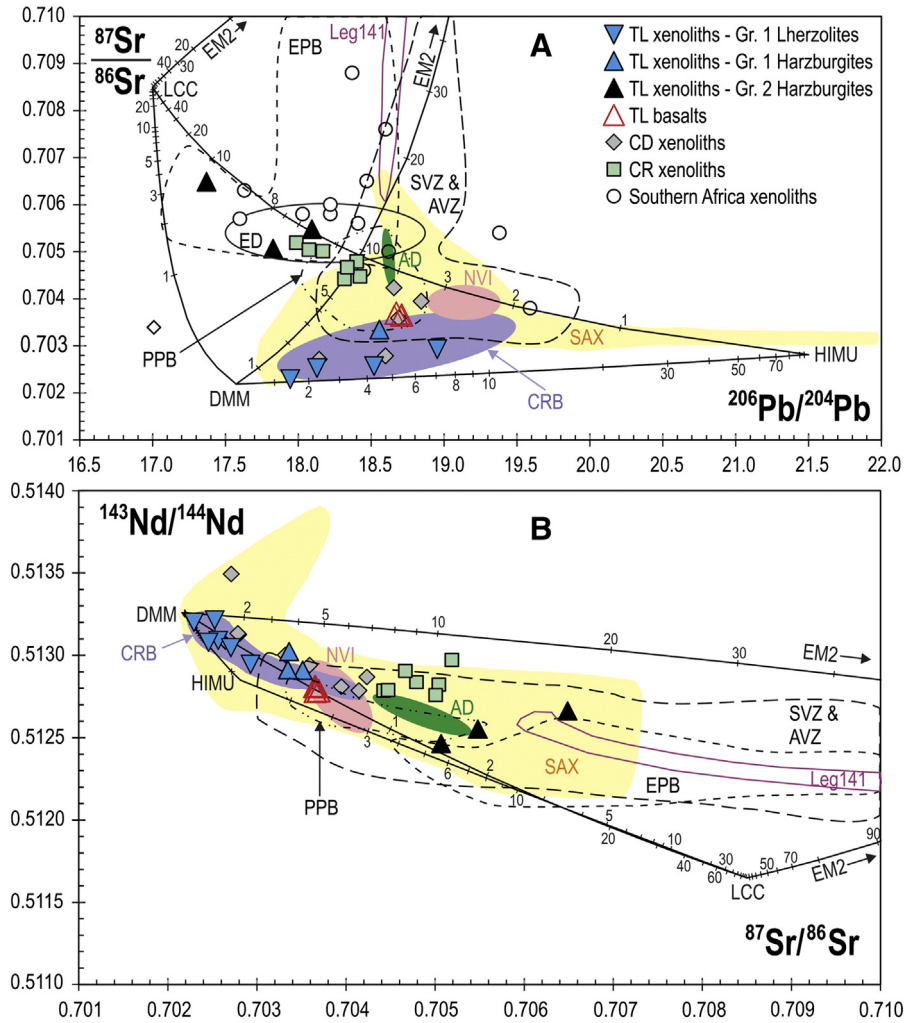 0.710
0.709
0.708
0.707
0.706
0.705
0.704
0.703
0.702
0.701
87Sr
86Sr
A
EM2
EPB
Leg141
EM2
TL xenoliths - Gr. 1 Lherzolites
TL xenoliths - Gr. 1 Harzburgites
TL xenoliths - Gr. 2 Harzburgites
TL basalts
CD xenoliths
CR xenoliths
Southern Africa xenoliths
20
30
40
LCC
20
40
10
20
5
10
3
8
1
30
20
SVZ &
AVZ
ED
10
AD
5
3
NVI
2
1
SAX
PPB
1
DMM
2
4
6
8
10
30
50
70
HIMU
CRB
206Pb/204Pb
16.5 17.0 17.5 18.0 18.5 19.0 19.5 20.0 20.5 21.0 21.5 22.0
0.5140
0.5135
0.5130
0.5125
0.5120
0.5115
0.5110
143Nd/144Nd
B
DMM
2
5
10
20
30
EM2
CRB
HIMU
NVI
AD
1
3
2
6
10
SAX
EPB
SVZ &
AVZ
Leg141
PPB
5
20
10
40
30
60
50
70
90
LCC
EM2
87Sr/86Sr
0.701 0.702 0.703 0.704 0.705 0.706 0.707 0.708 0.709 0.710